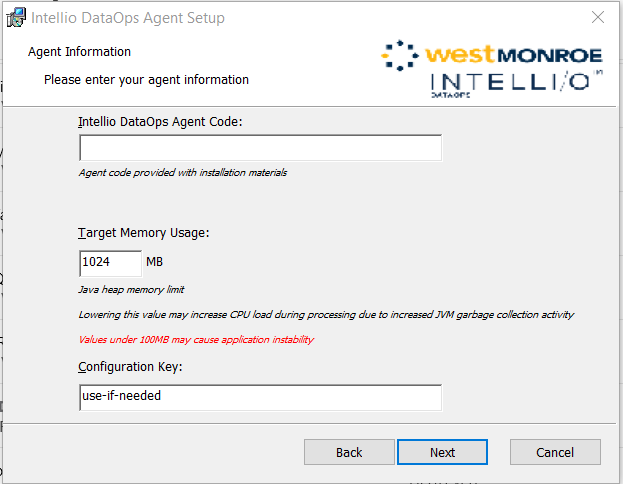 Intellio DataOps Agent Setup
Agent Information
Please enter your agent information
westMONROE
INTELLI/O™
DATAOPS
Intellio DataOps Agent Code:
Agent code provided with installation materials
Target Memory Usage:
1024 MB
Java heap memory limit
Lowering this value may increase CPU load during processing due to increased JVM garbage collection activity
Values under 100MB may cause application instability
Configuration Key:
use-if-needed
Back Next Cancel